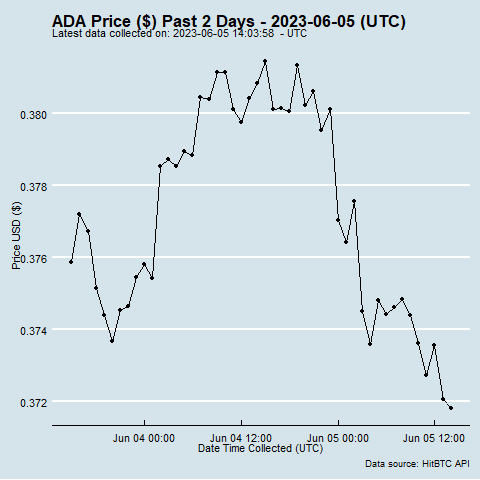 ADA Price ($) Past 2 Days - 2023-06-05 (UTC)
Latest data collected on: 2023-06-05 14:03:58 - UTC
0.380
0.378
0.376
0.374
0.372
Price USD ($)
Jun 04 00:00 Jun 04 12:00 Jun 05 00:00 Jun 05 12:00
Date Time Collected (UTC)
Data source: HitBTC API